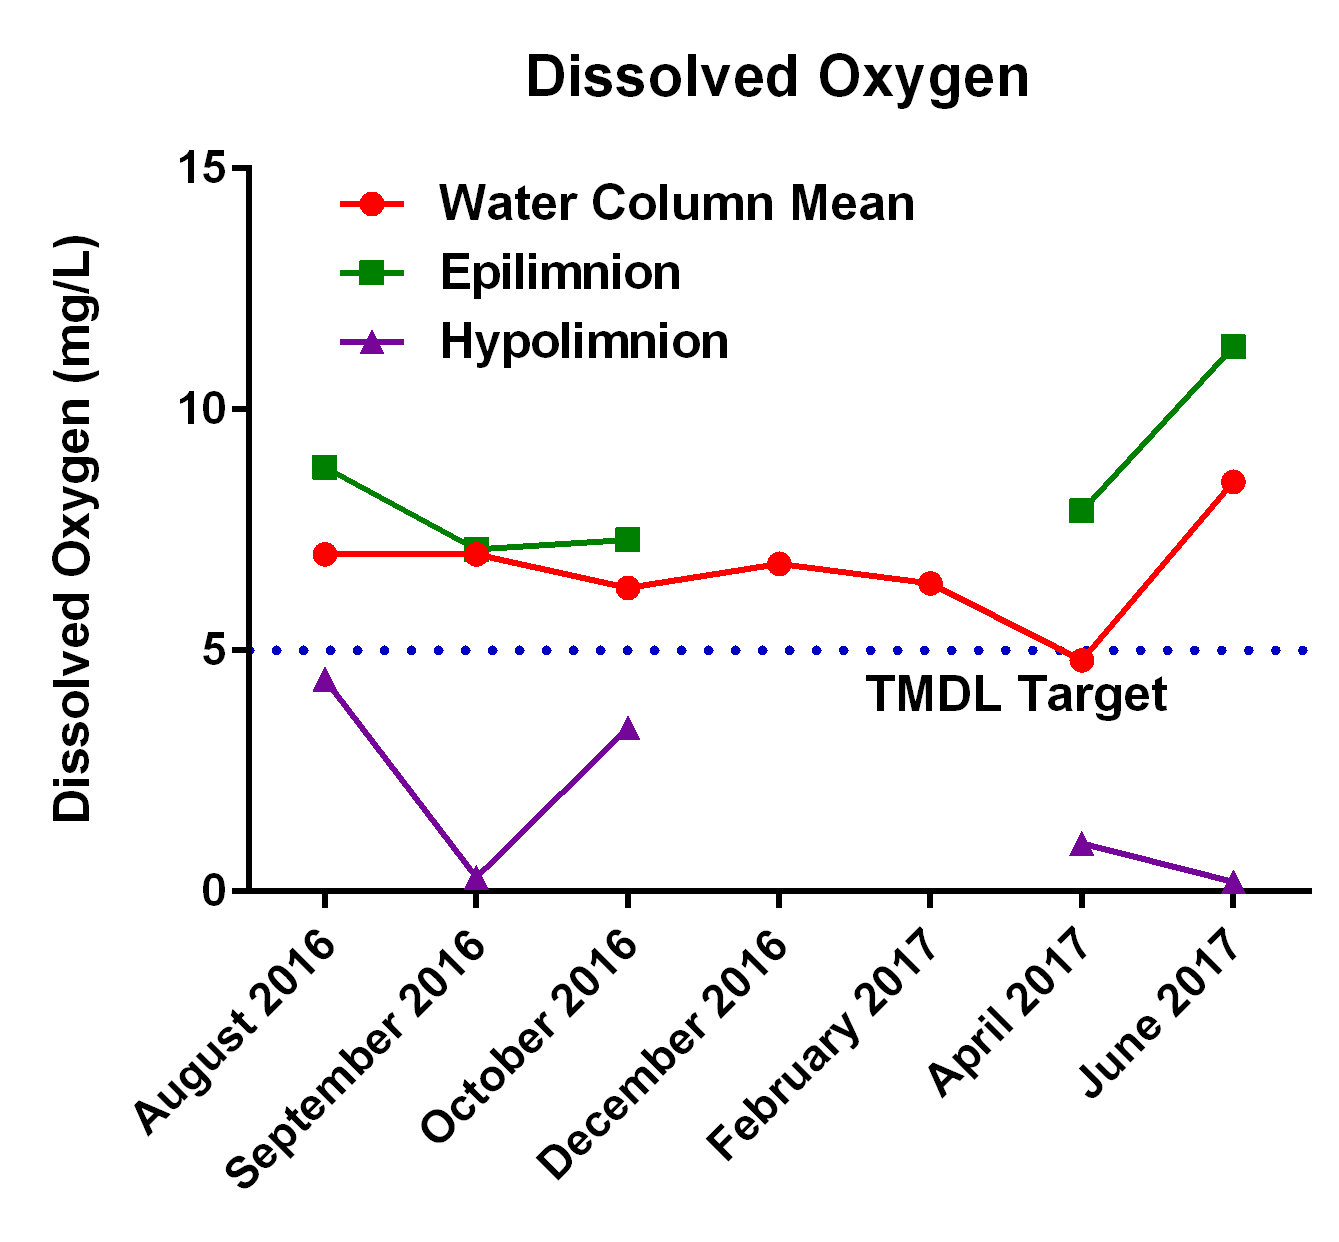 Dissolved Oxygen
Dissolved Oxygen (mg/L)
15
10
5
0
Water Column Mean
Epilimnion
Hypolimnion
TMDL Target
August 2016
September 2016
October 2016
December 2016
February 2017
April 2017
June 2017